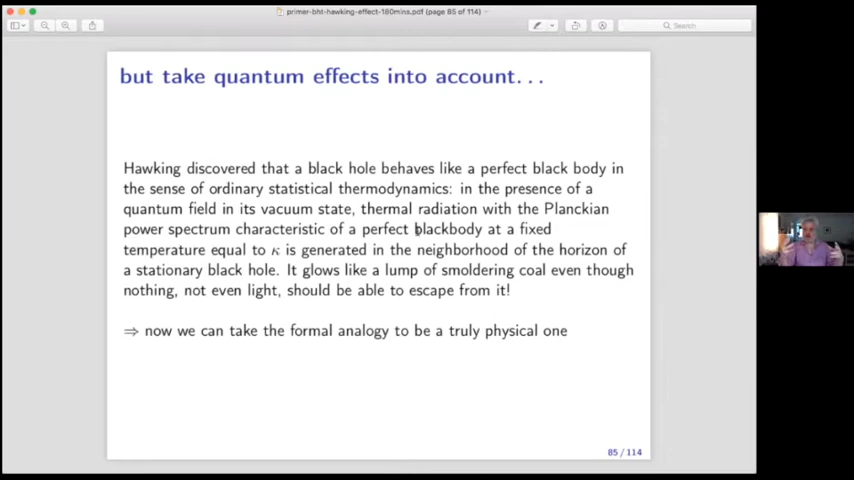 primer-bht-hawking-effect-180mins.pdf (page 85 of 114)
Search
but take quantum effects into account...
Hawking discovered that a black hole behaves like a perfect black body in
the sense of ordinary statistical thermodynamics: in the presence of a
quantum field in its vacuum state, thermal radiation with the Planckian
power spectrum characteristic of a perfect blackbody at a fixed
temperature equal to κ is generated in the neighborhood of the horizon of
a stationary black hole. It glows like a lump of smoldering coal even though
nothing, not even light, should be able to escape from it!
⇒ now we can take the formal analogy to be a truly physical one
85 / 114